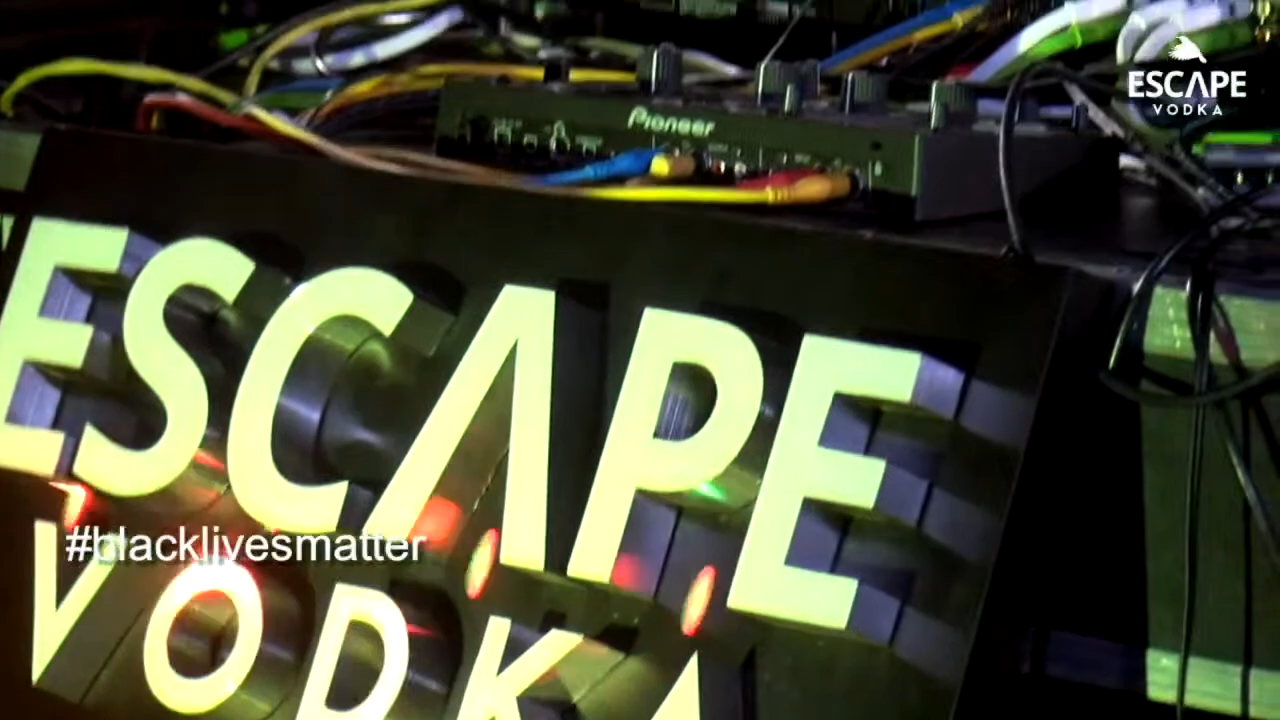 ESCAPE
VODKA
Pioneer
ESCAPE
#blacklivesmatter
VODKA